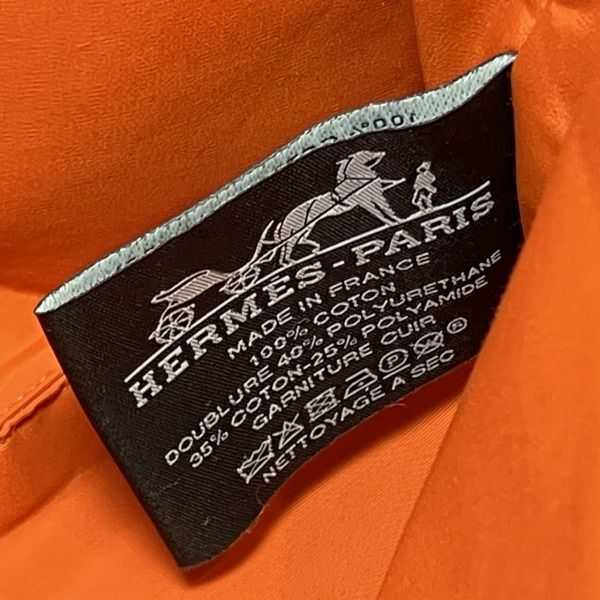 HERMES-PARIS
MADE IN FRANCE
100% COTON
DOUBLURE 40% POLYURETHANE
35% COTON-25% POLYAMIDE
GARNITURE CUIR
NETTOYAGE A SEC